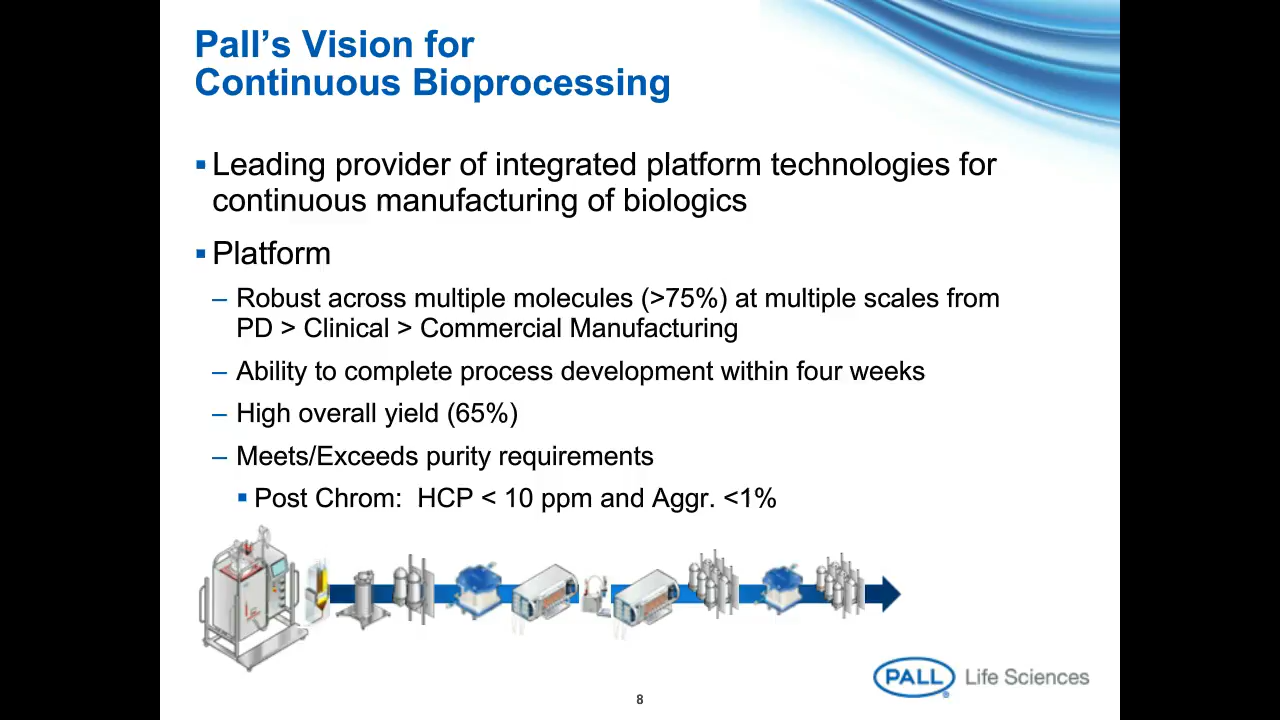 Pall’s Vision for
Continuous Bioprocessing
▪ Leading provider of integrated platform technologies for
continuous manufacturing of biologics
▪ Platform
– Robust across multiple molecules (>75%) at multiple scales from
PD > Clinical > Commercial Manufacturing
– Ability to complete process development within four weeks
– High overall yield (65%)
– Meets/Exceeds purity requirements
▪ Post Chrom:  HCP < 10 ppm and Aggr. <1%
PALL® Life Sciences
8